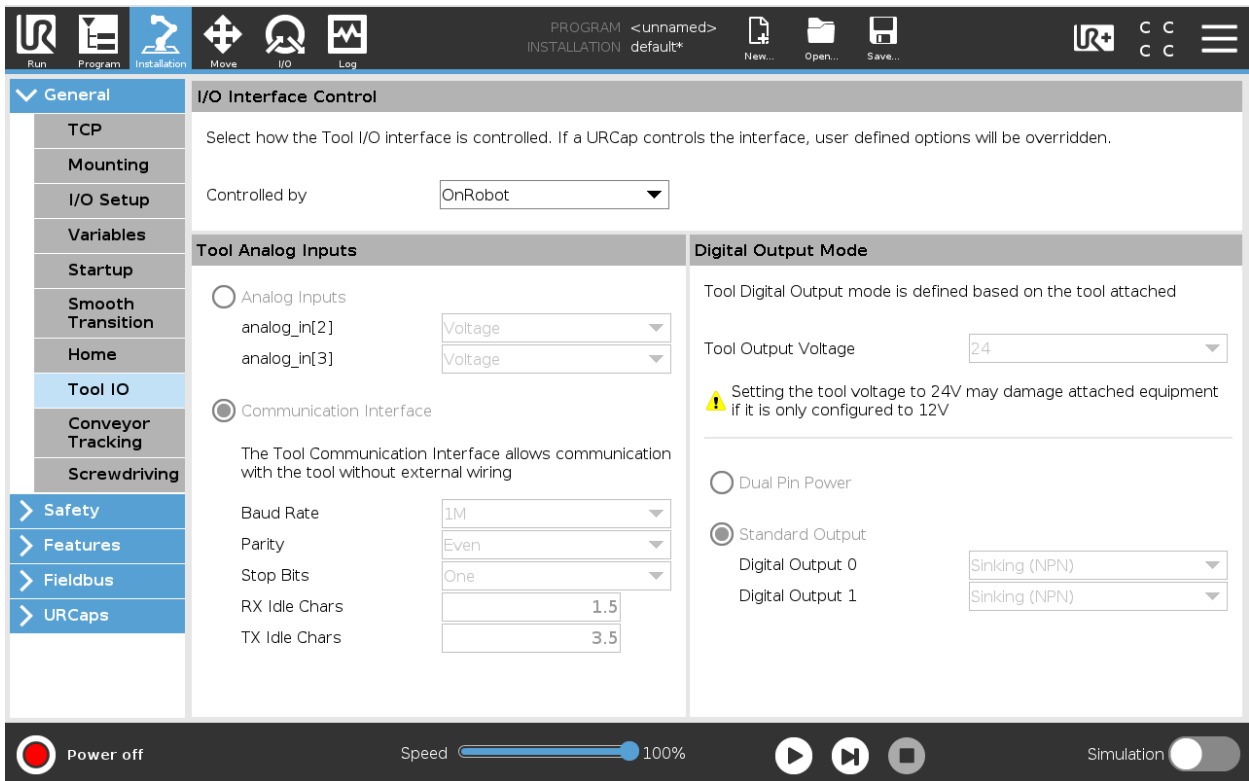 PROGRAM <unnamed>
INSTALLATION default*
Run
Program
Installation
Move
I/O
Log
New...
Open...
Save...
UR+
C C
C C
General
TCP
Mounting
I/O Setup
Variables
Startup
Smooth
Transition
Home
Tool IO
Conveyor
Tracking
Screwdriving
Safety
Features
Fieldbus
URCaps
I/O Interface Control
Select how the Tool I/O interface is controlled. If a URCap controls the interface, user defined options will be overridden.
Controlled by OnRobot
Tool Analog Inputs
Analog Inputs
analog_in[2] Voltage
analog_in[3] Voltage
Communication Interface
The Tool Communication Interface allows communication
with the tool without external wiring
Baud Rate 1M
Parity Even
Stop Bits One
RX Idle Chars 1.5
TX Idle Chars 3.5
Digital Output Mode
Tool Digital Output mode is defined based on the tool attached
Tool Output Voltage 24
Setting the tool voltage to 24V may damage attached equipment
if it is only configured to 12V
Dual Pin Power
Standard Output
Digital Output 0 Sinking (NPN)
Digital Output 1 Sinking (NPN)
Power off
Speed 100%
Simulation